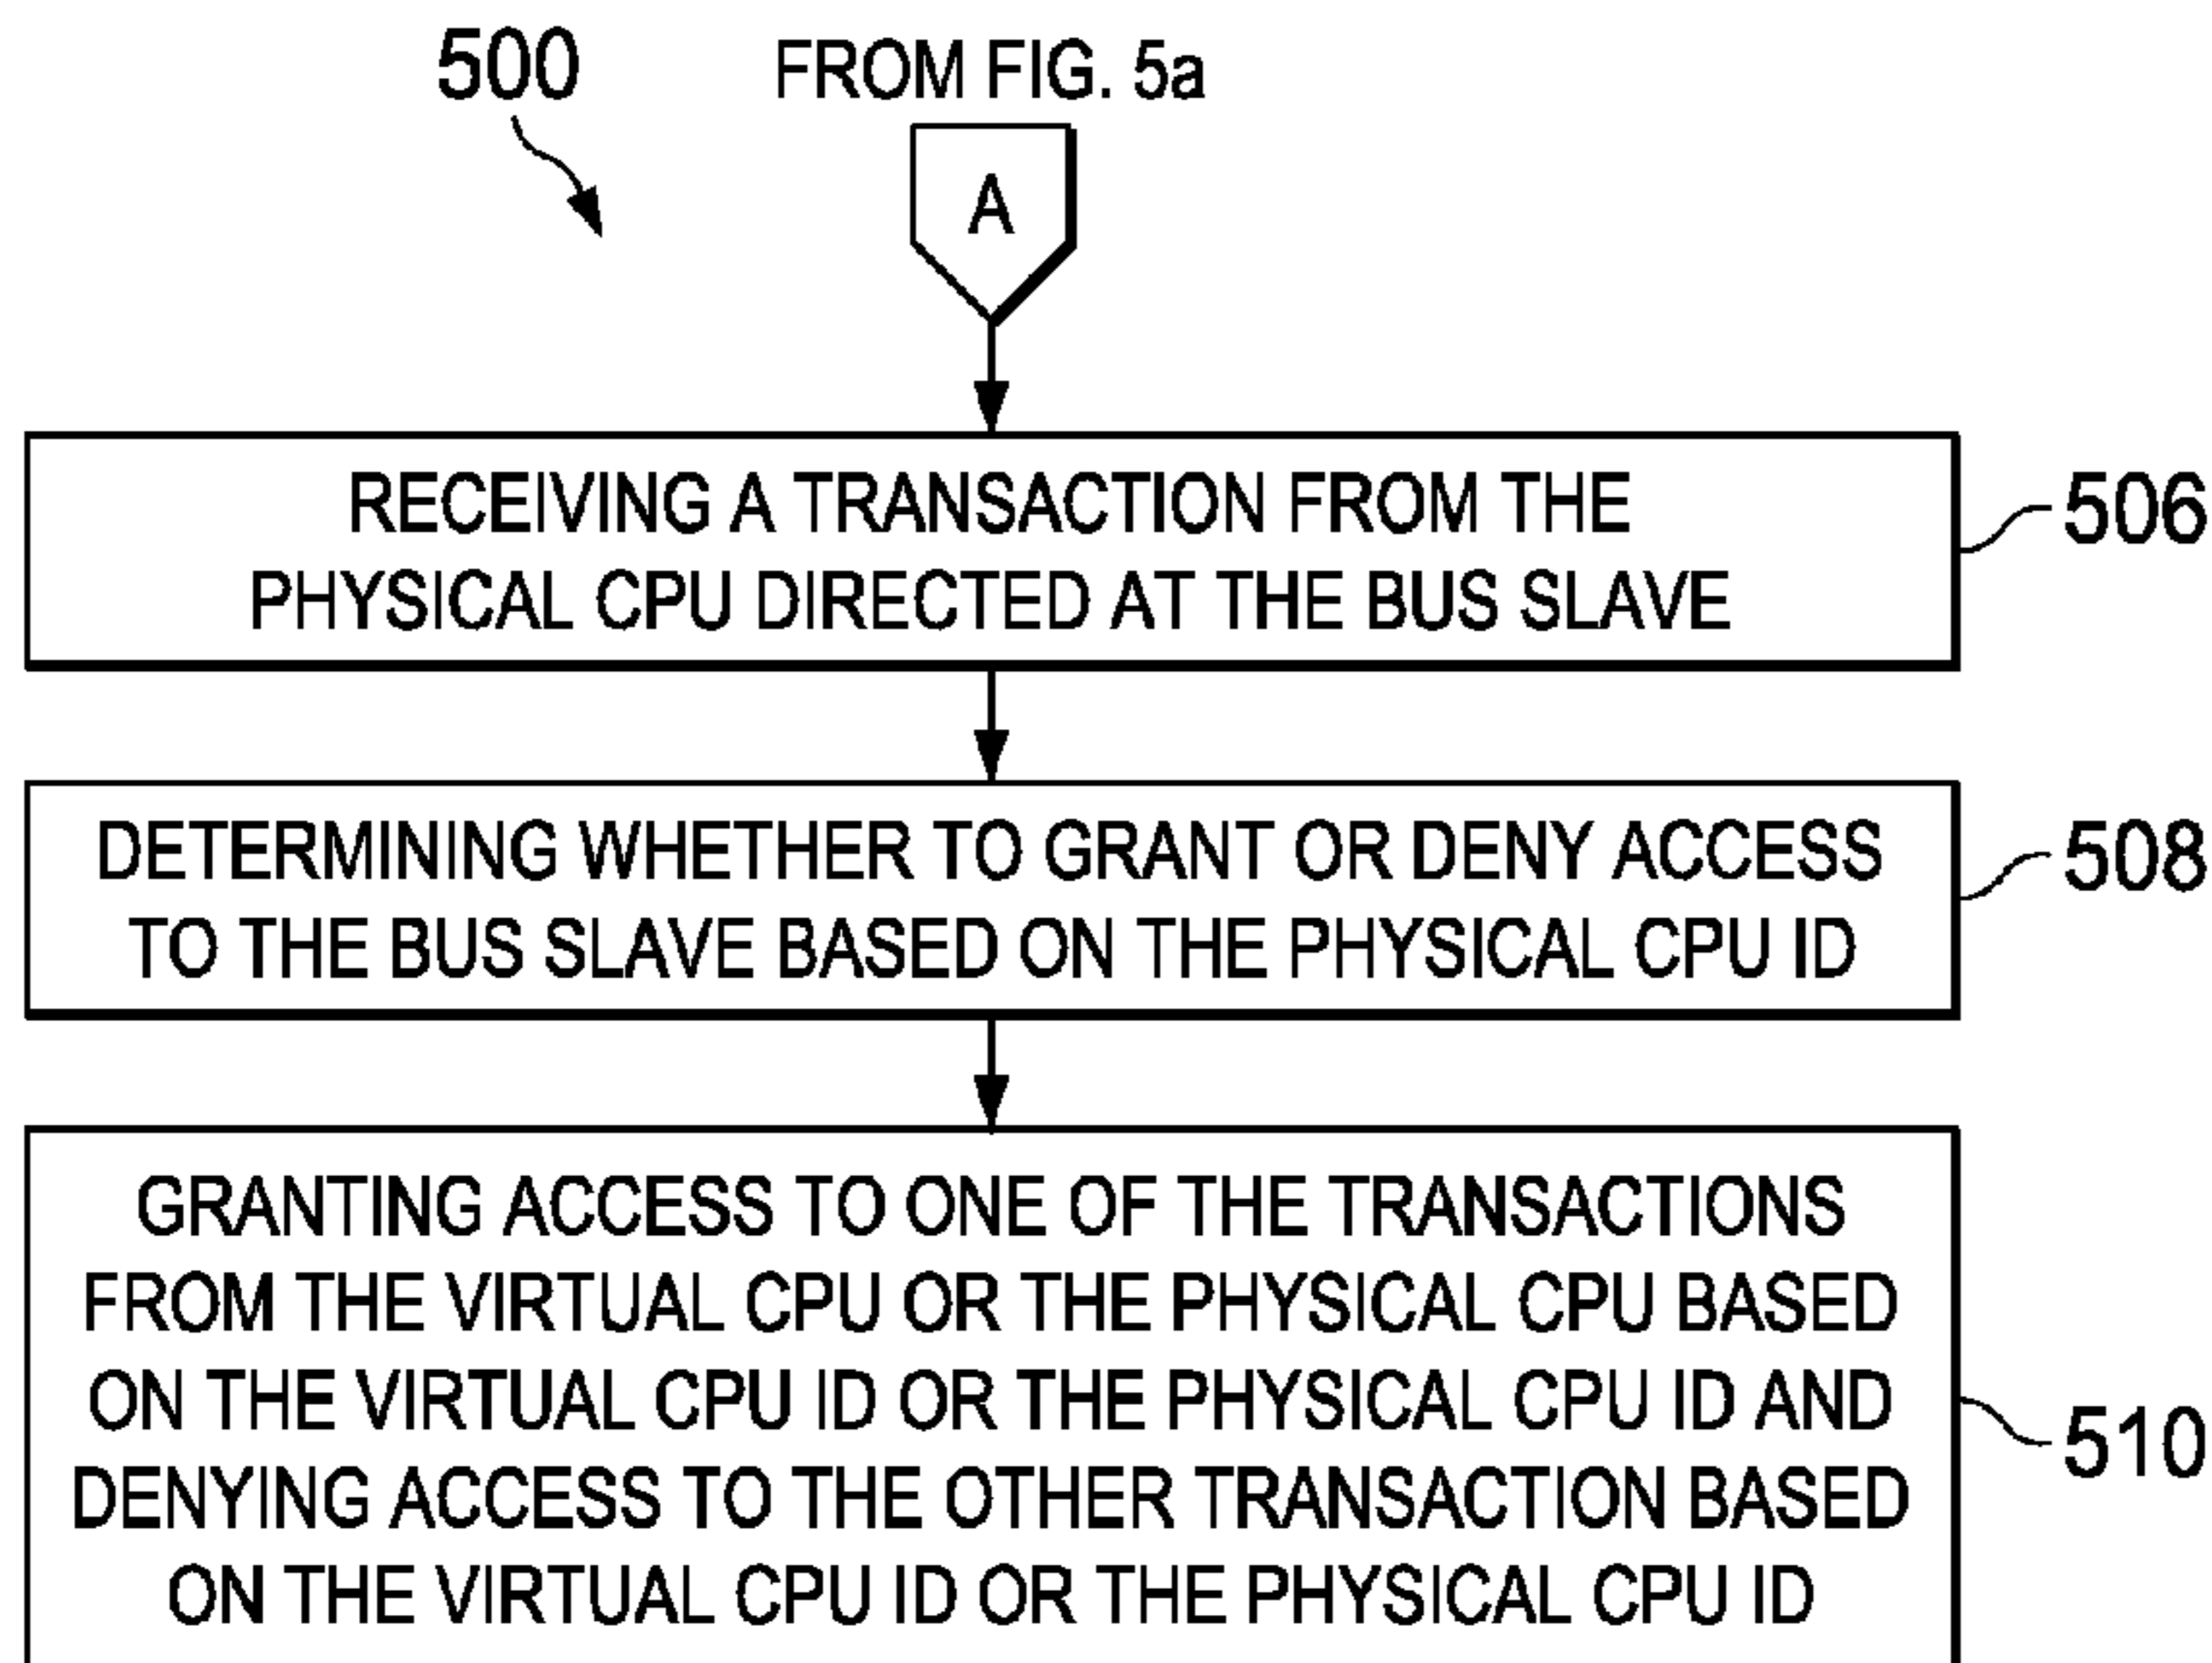 500
FROM FIG. 5a
A
RECEIVING A TRANSACTION FROM THE
PHYSICAL CPU DIRECTED AT THE BUS SLAVE
506
DETERMINING WHETHER TO GRANT OR DENY ACCESS
TO THE BUS SLAVE BASED ON THE PHYSICAL CPU ID
508
GRANTING ACCESS TO ONE OF THE TRANSACTIONS
FROM THE VIRTUAL CPU OR THE PHYSICAL CPU BASED
ON THE VIRTUAL CPU ID OR THE PHYSICAL CPU ID AND
DENYING ACCESS TO THE OTHER TRANSACTION BASED
ON THE VIRTUAL CPU ID OR THE PHYSICAL CPU ID
510